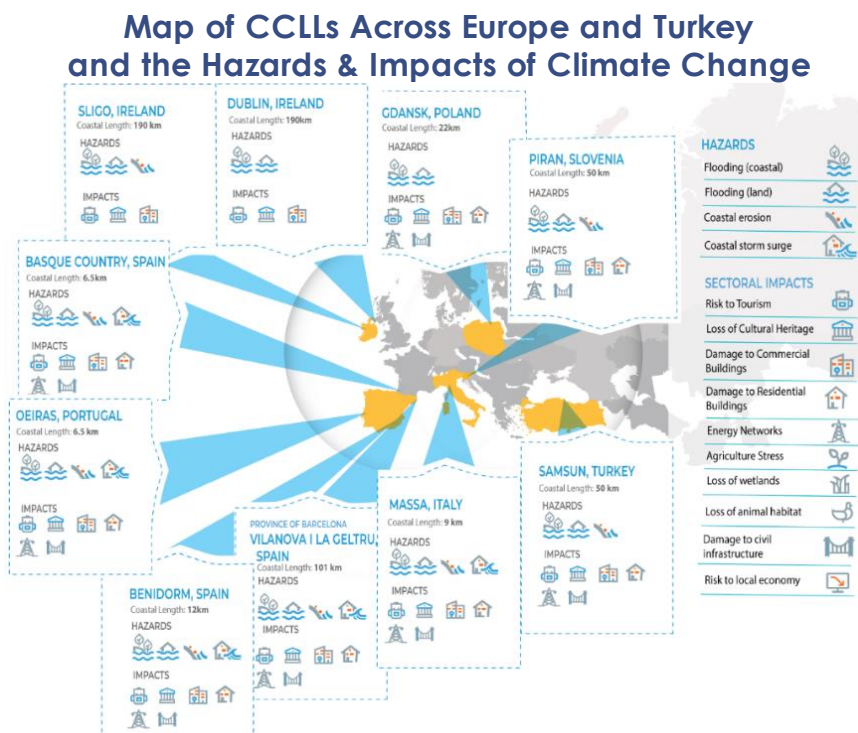 Map of CCLLs Across Europe and Turkey
and the Hazards & Impacts of Climate Change
SLIGO, IRELAND
Coastal Length: 190 km
HAZARDS
IMPACTS
DUBLIN, IRELAND
Coastal Length: 190km
HAZARDS
IMPACTS
GDANSK, POLAND
Coastal Length: 22km
HAZARDS
IMPACTS
PIRAN, SLOVENIA
Coastal Length: 50 km
HAZARDS
IMPACTS
BASQUE COUNTRY, SPAIN
Coastal Length: 6.5km
HAZARDS
IMPACTS
OEIRAS, PORTUGAL
Coastal Length: 6.5 km
HAZARDS
IMPACTS
BENIDORM, SPAIN
Coastal Length: 12km
HAZARDS
IMPACTS
PROVINCE OF BARCELONA
VILANOVA I LA GELTRU,
SPAIN
Coastal Length: 101 km
HAZARDS
IMPACTS
MASSA, ITALY
Coastal Length: 9 km
HAZARDS
IMPACTS
SAMSUN, TURKEY
Coastal Length: 50 km
HAZARDS
IMPACTS
HAZARDS
Flooding (coastal)
Flooding (land)
Coastal erosion
Coastal storm surge
SECTORAL IMPACTS
Risk to Tourism
Loss of Cultural Heritage
Damage to Commercial
Buildings
Damage to Residential
Buildings
Energy Networks
Agriculture Stress
Loss of wetlands
Loss of animal habitat
Damage to civil
infrastructure
Risk to local economy